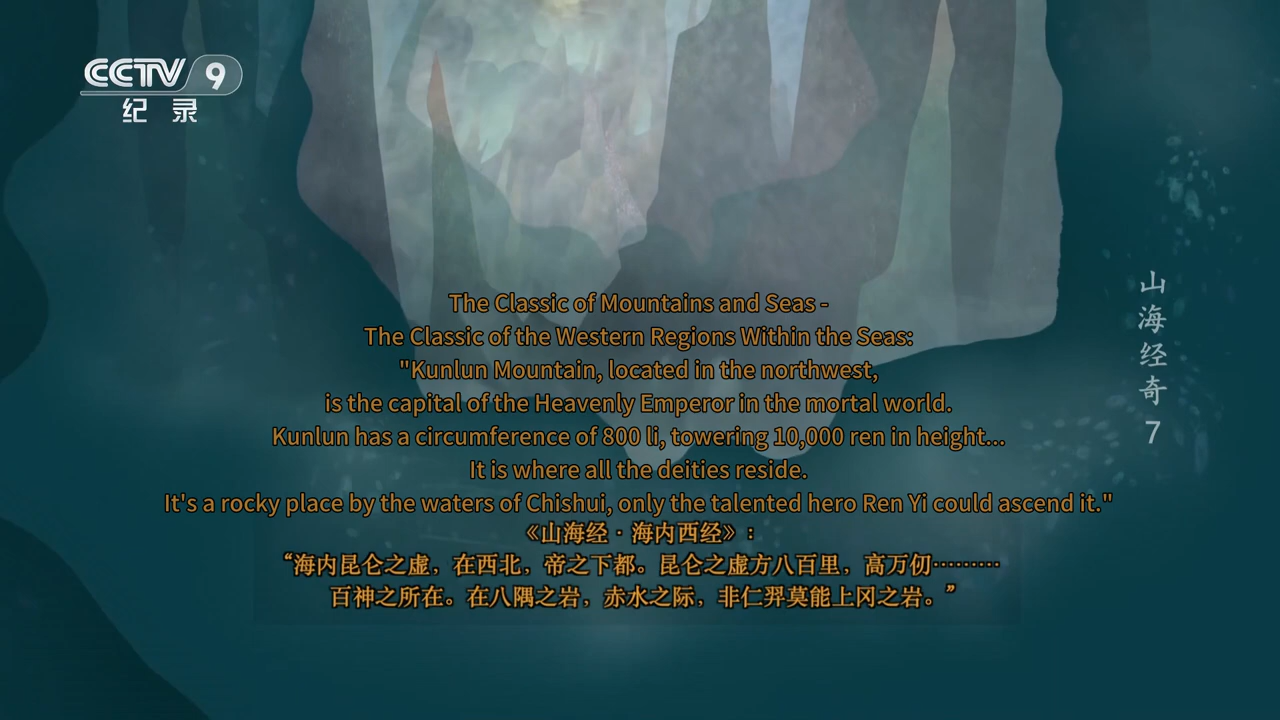 CCTV 9
纪录
The Classic of Mountains and Seas -
The Classic of the Western Regions Within the Seas:
"Kunlun Mountain, located in the northwest,
is the capital of the Heavenly Emperor in the mortal world.
Kunlun has a circumference of 800 li, towering 10,000 ren in height...
It is where all the deities reside.
It's a rocky place by the waters of Chishui, only the talented hero Ren Yi could ascend it."
《山海经·海内西经》:
“海内昆仑之虚，在西北，帝之下都。昆仑之虚方八百里，高万仞………
百神之所在。在八隅之岩，赤水之际，非仁羿莫能上冈之岩。”
山海经奇 7